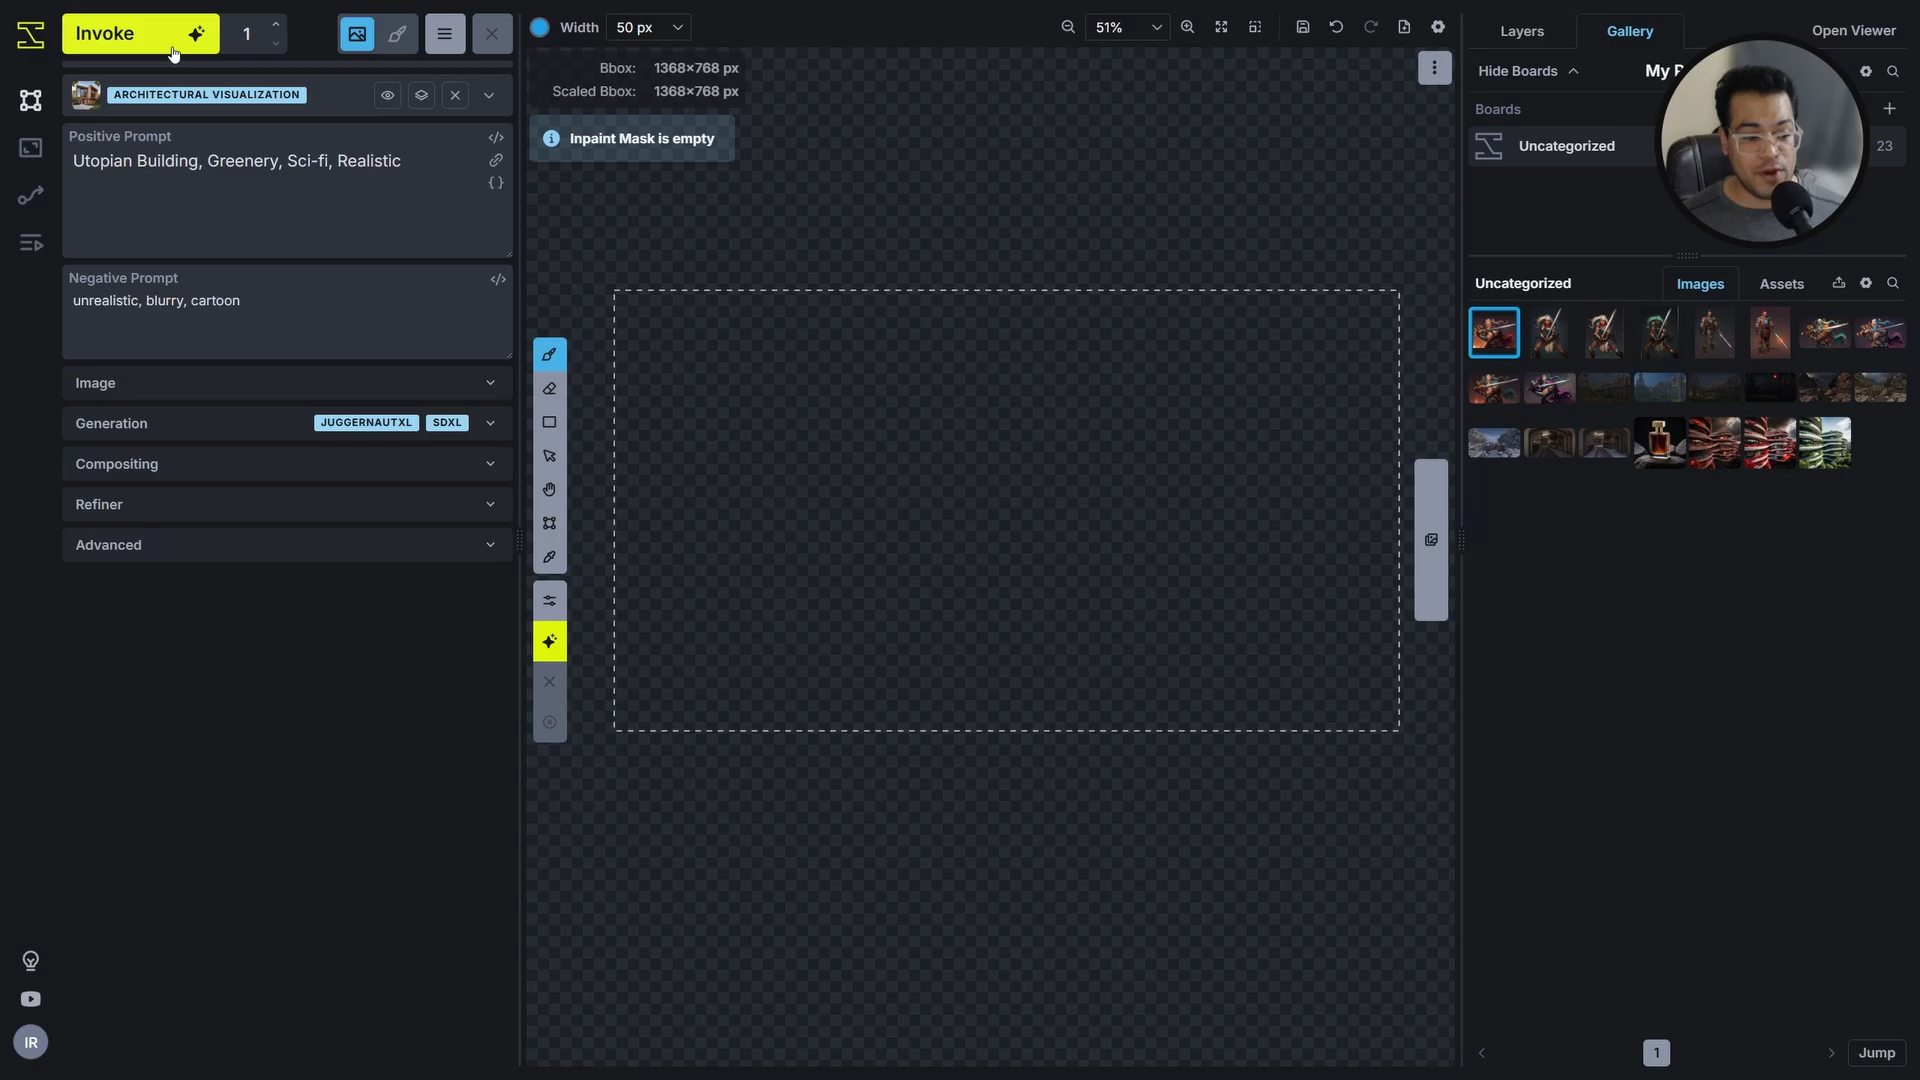 Invoke
1
Width
50 px
51%
Layers
Gallery
Open Viewer
Bbox: 1368×768 px
Scaled Bbox: 1368×768 px
Hide Boards
My
ARCHITECTURAL VISUALIZATION
Boards
Inpaint Mask is empty
Uncategorized
23
Positive Prompt
Utopian Building, Greenery, Sci-fi, Realistic
Negative Prompt
unrealistic, blurry, cartoon
Uncategorized
Images
Assets
Image
Generation
JUGGERNAUTXL
SDXL
Compositing
Refiner
Advanced
IR
1
Jump